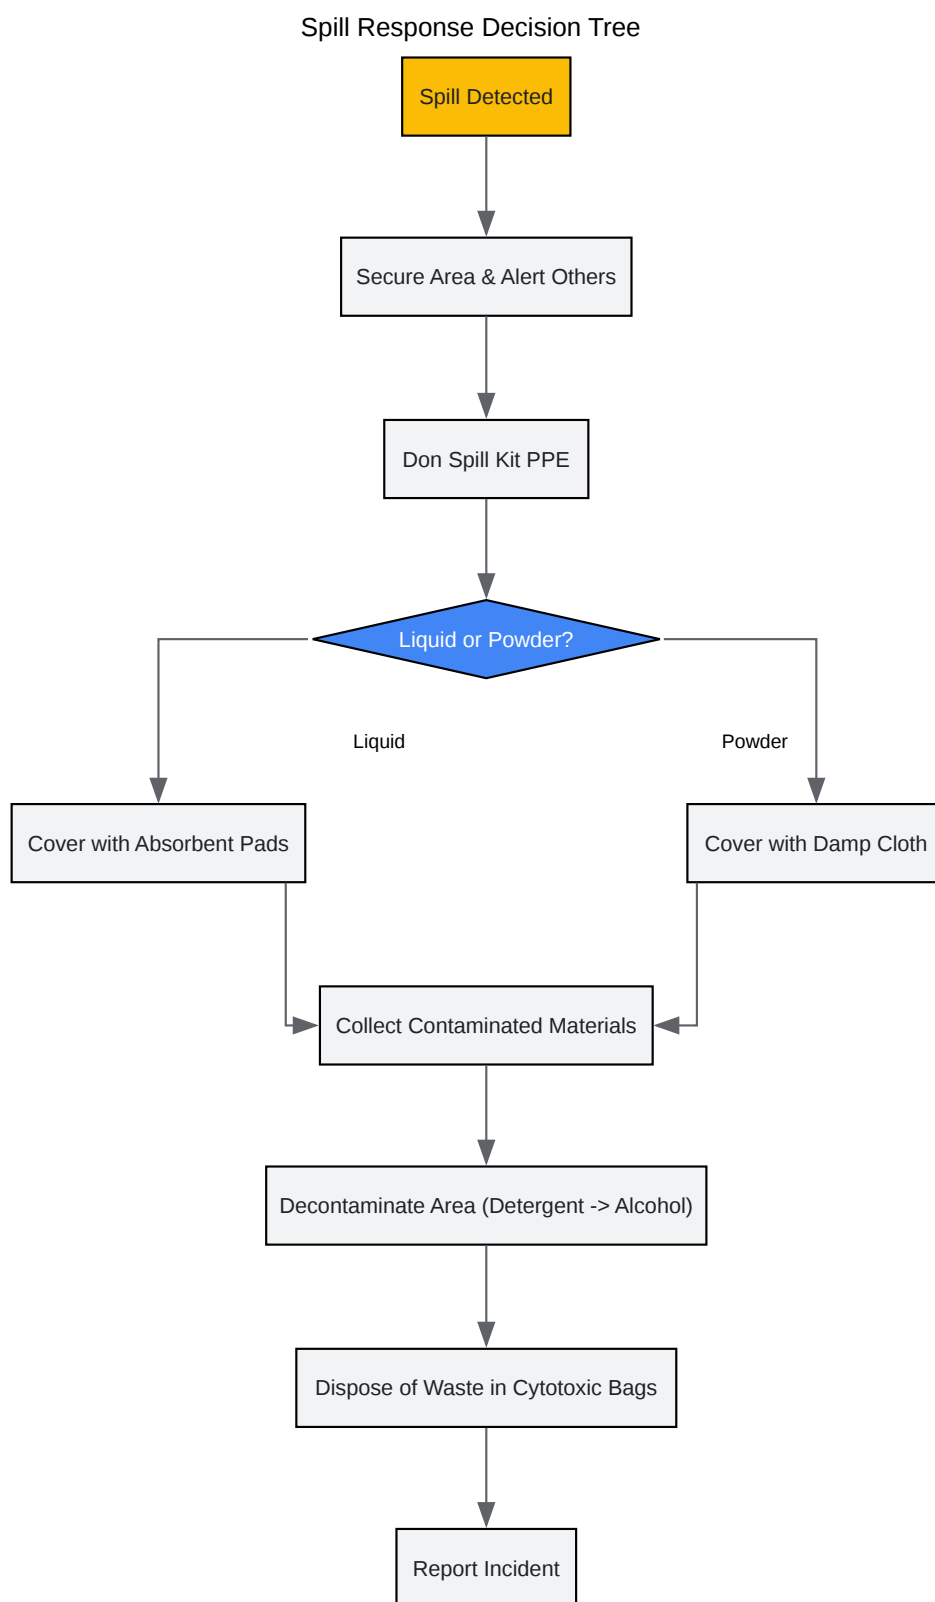 Spill Response Decision Tree
Spill Detected
Secure Area & Alert Others
Don Spill Kit PPE
Liquid or Powder?
Liquid
Powder
Cover with Absorbent Pads
Cover with Damp Cloth
Collect Contaminated Materials
Decontaminate Area (Detergent -> Alcohol)
Dispose of Waste in Cytotoxic Bags
Report Incident